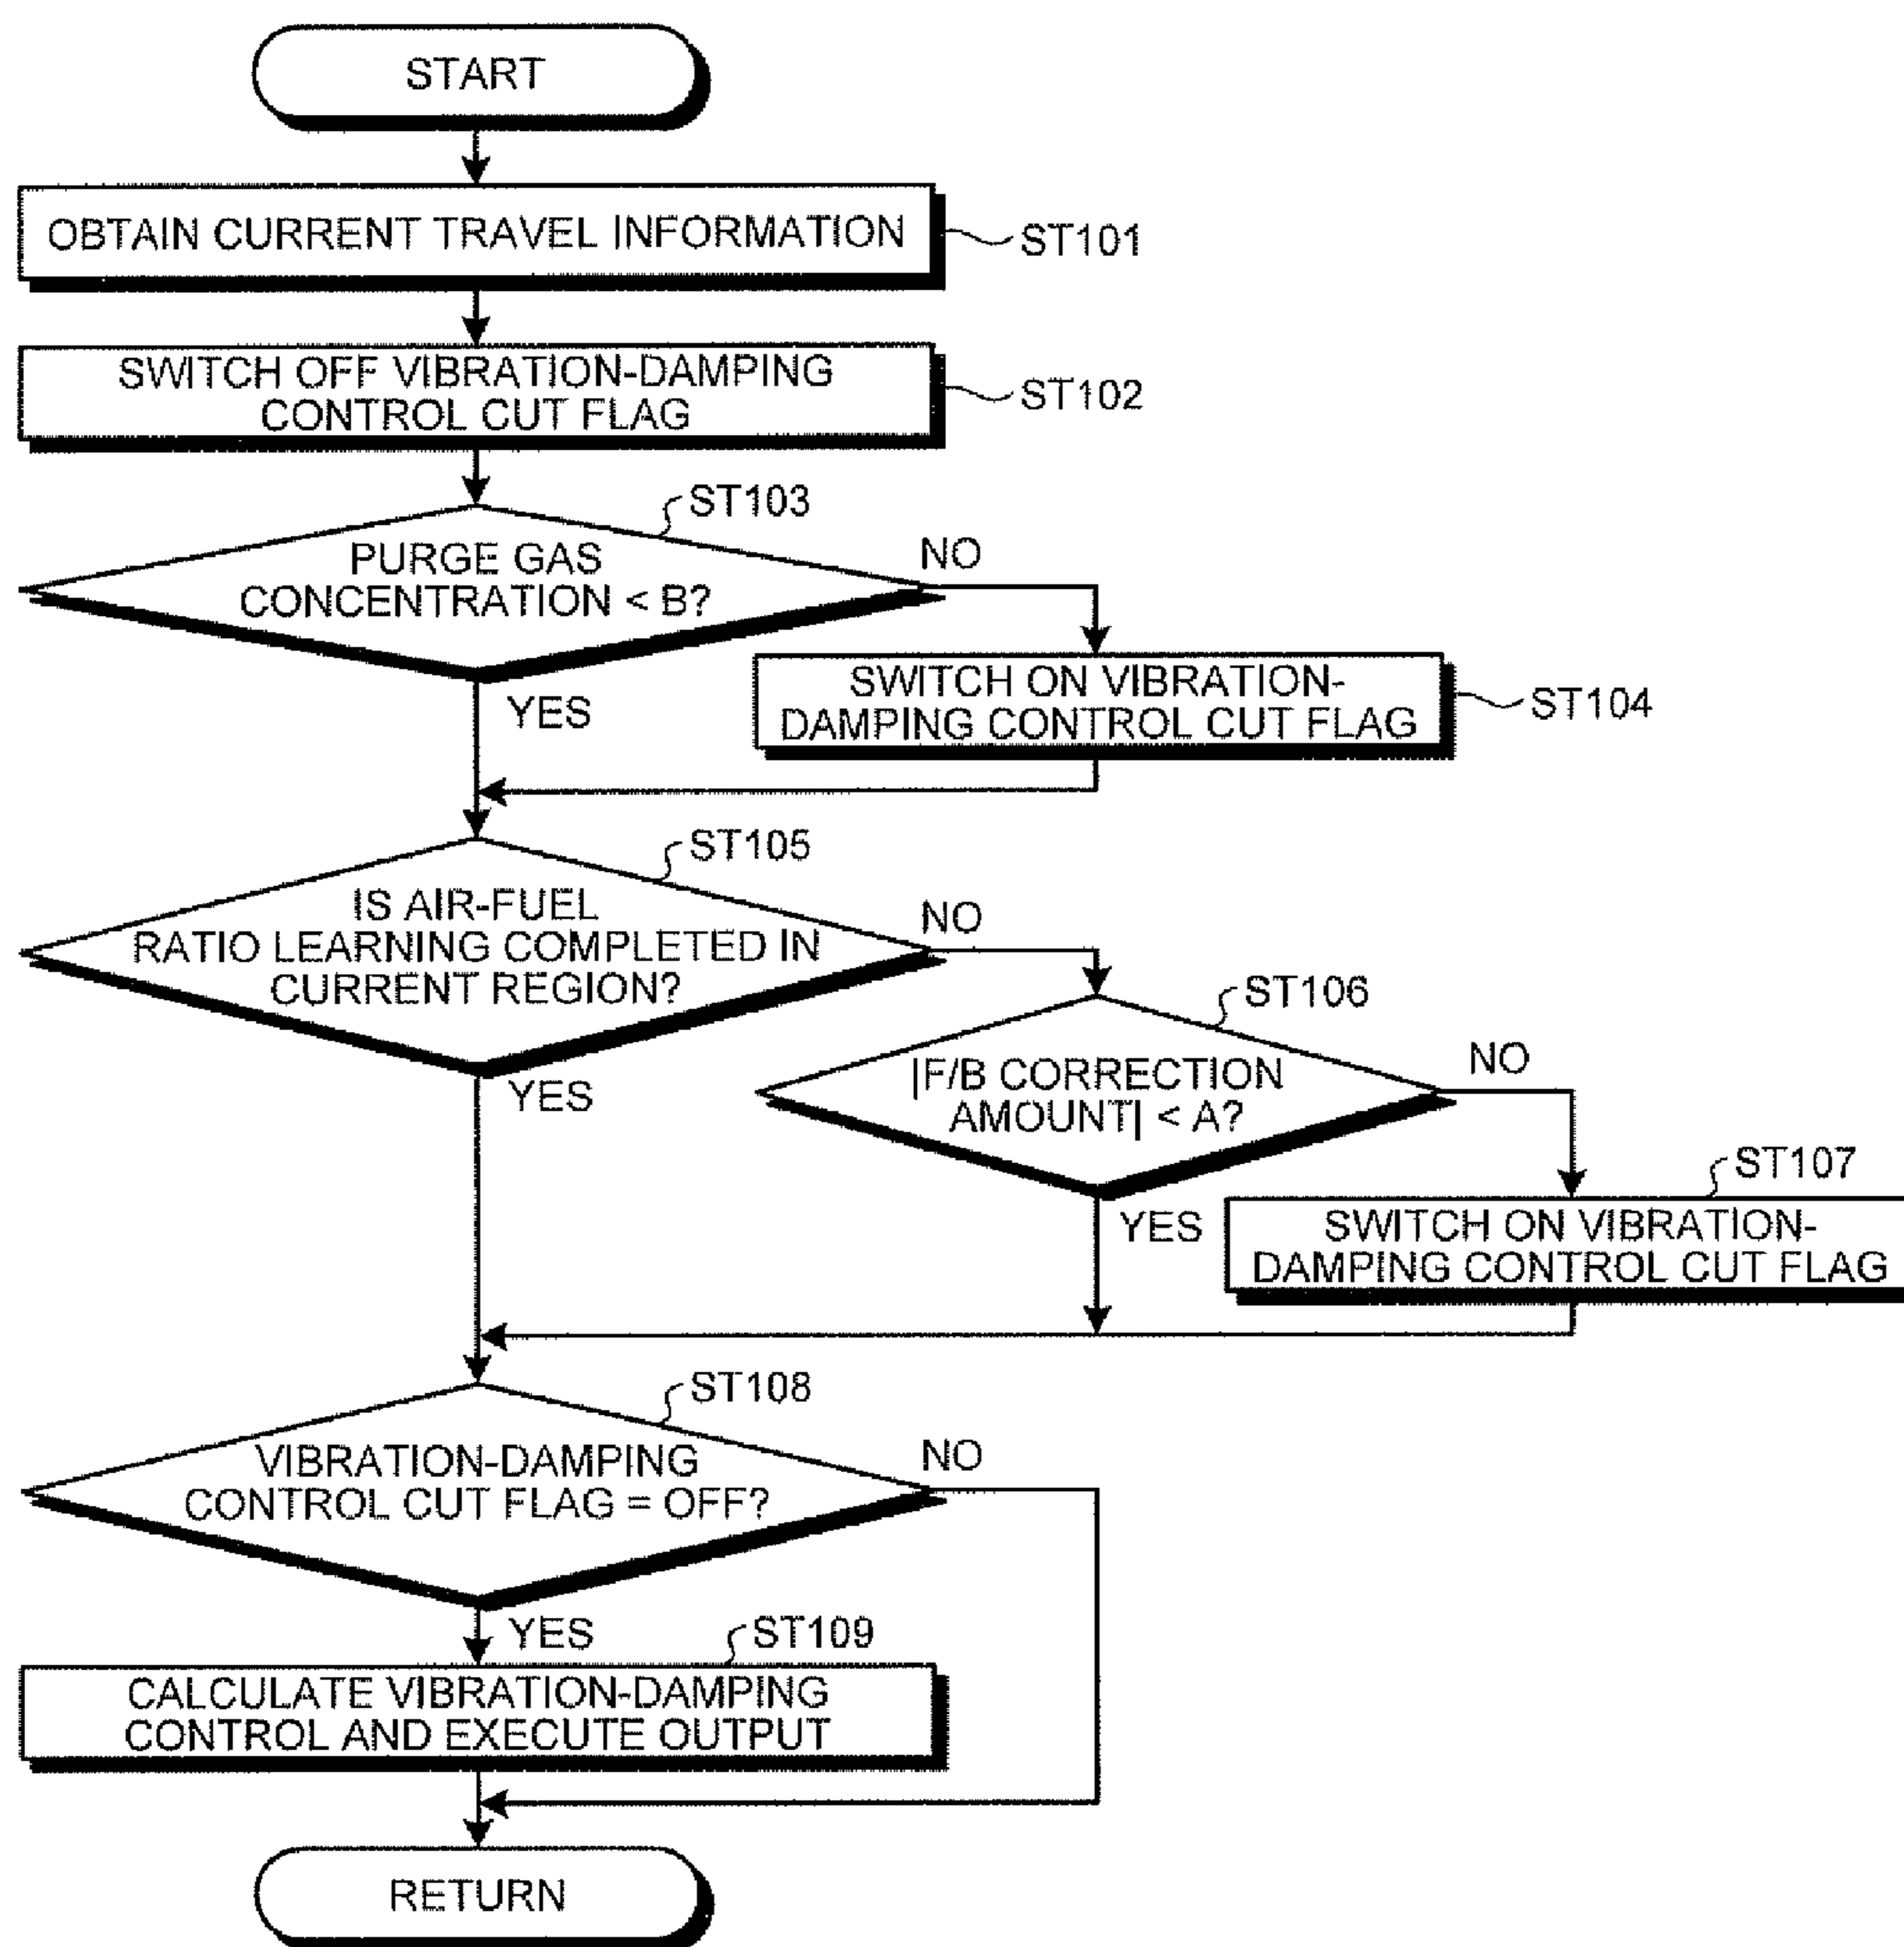 START
OBTAIN CURRENT TRAVEL INFORMATION
ST101
SWITCH OFF VIBRATION-DAMPING
CONTROL CUT FLAG
ST102
ST103
PURGE GAS
CONCENTRATION < B?
NO
YES
SWITCH ON VIBRATION-
DAMPING CONTROL CUT FLAG
ST104
ST105
IS AIR-FUEL
RATIO LEARNING COMPLETED IN
CURRENT REGION?
NO
YES
ST106
|F/B CORRECTION
AMOUNT| < A?
NO
YES
ST107
SWITCH ON VIBRATION-
DAMPING CONTROL CUT FLAG
ST108
VIBRATION-DAMPING
CONTROL CUT FLAG = OFF?
NO
YES
ST109
CALCULATE VIBRATION-DAMPING
CONTROL AND EXECUTE OUTPUT
RETURN